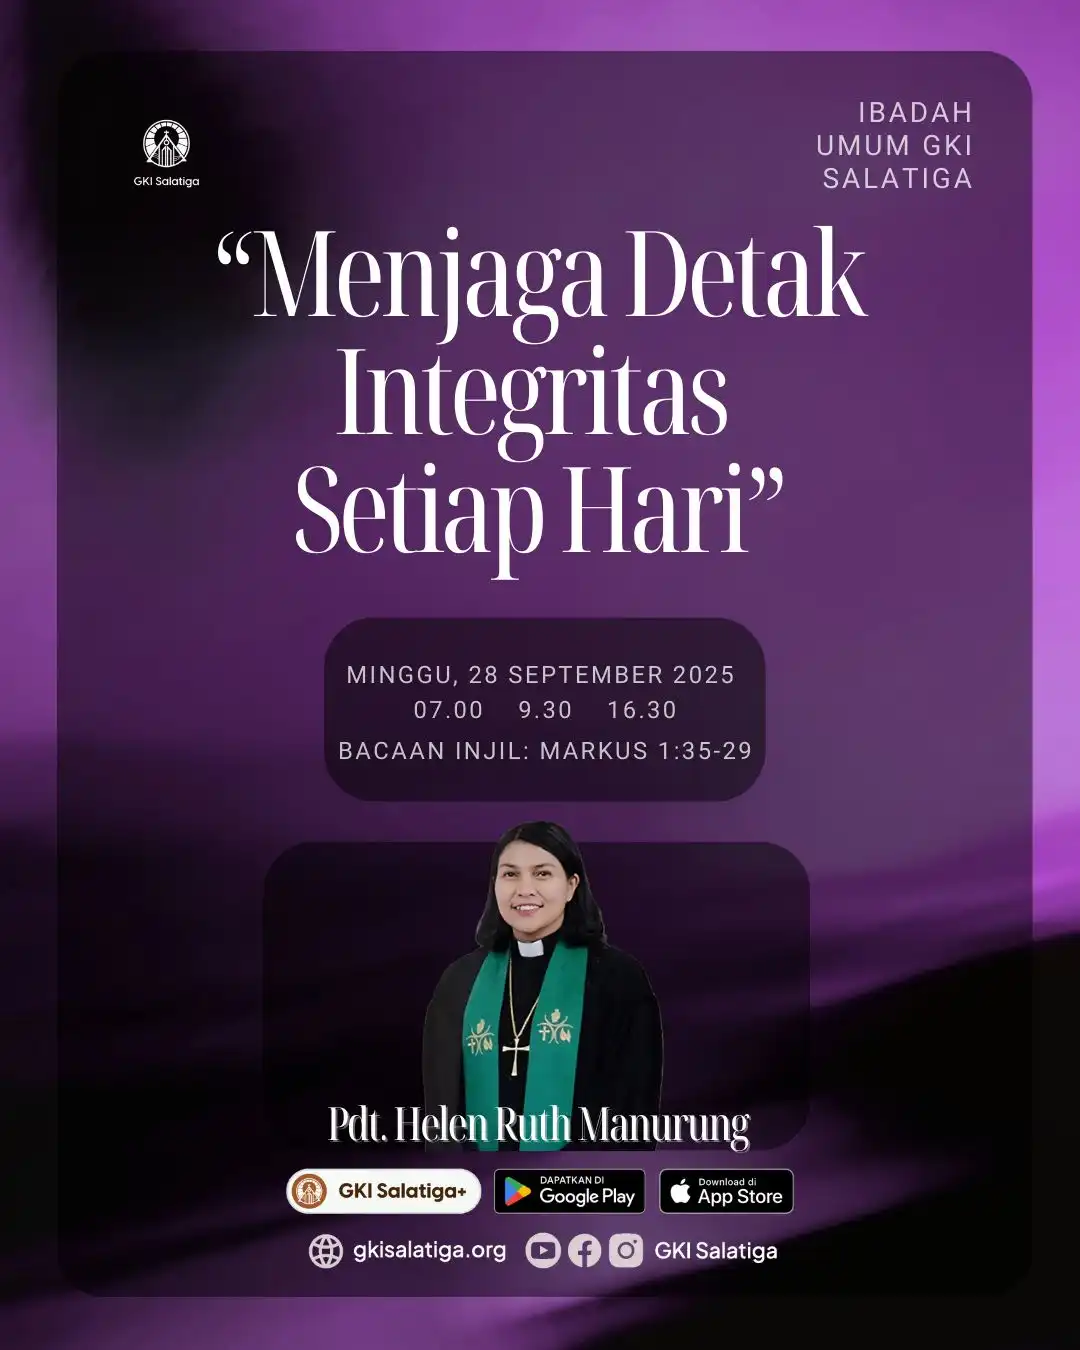 GKI Salatiga
IBADAH
UMUM GKI
SALATIGA
“Menjaga Detak
Integritas
Setiap Hari”
MINGGU, 28 SEPTEMBER 2025
07.00 9.30 16.30
BACAAN INJIL: MARKUS 1:35-29
Pdt. Helen Ruth Manurung
GKI Salatiga+
DAPATKAN DI
Google Play
Download di
App Store
gkisalatiga.org
GKI Salatiga